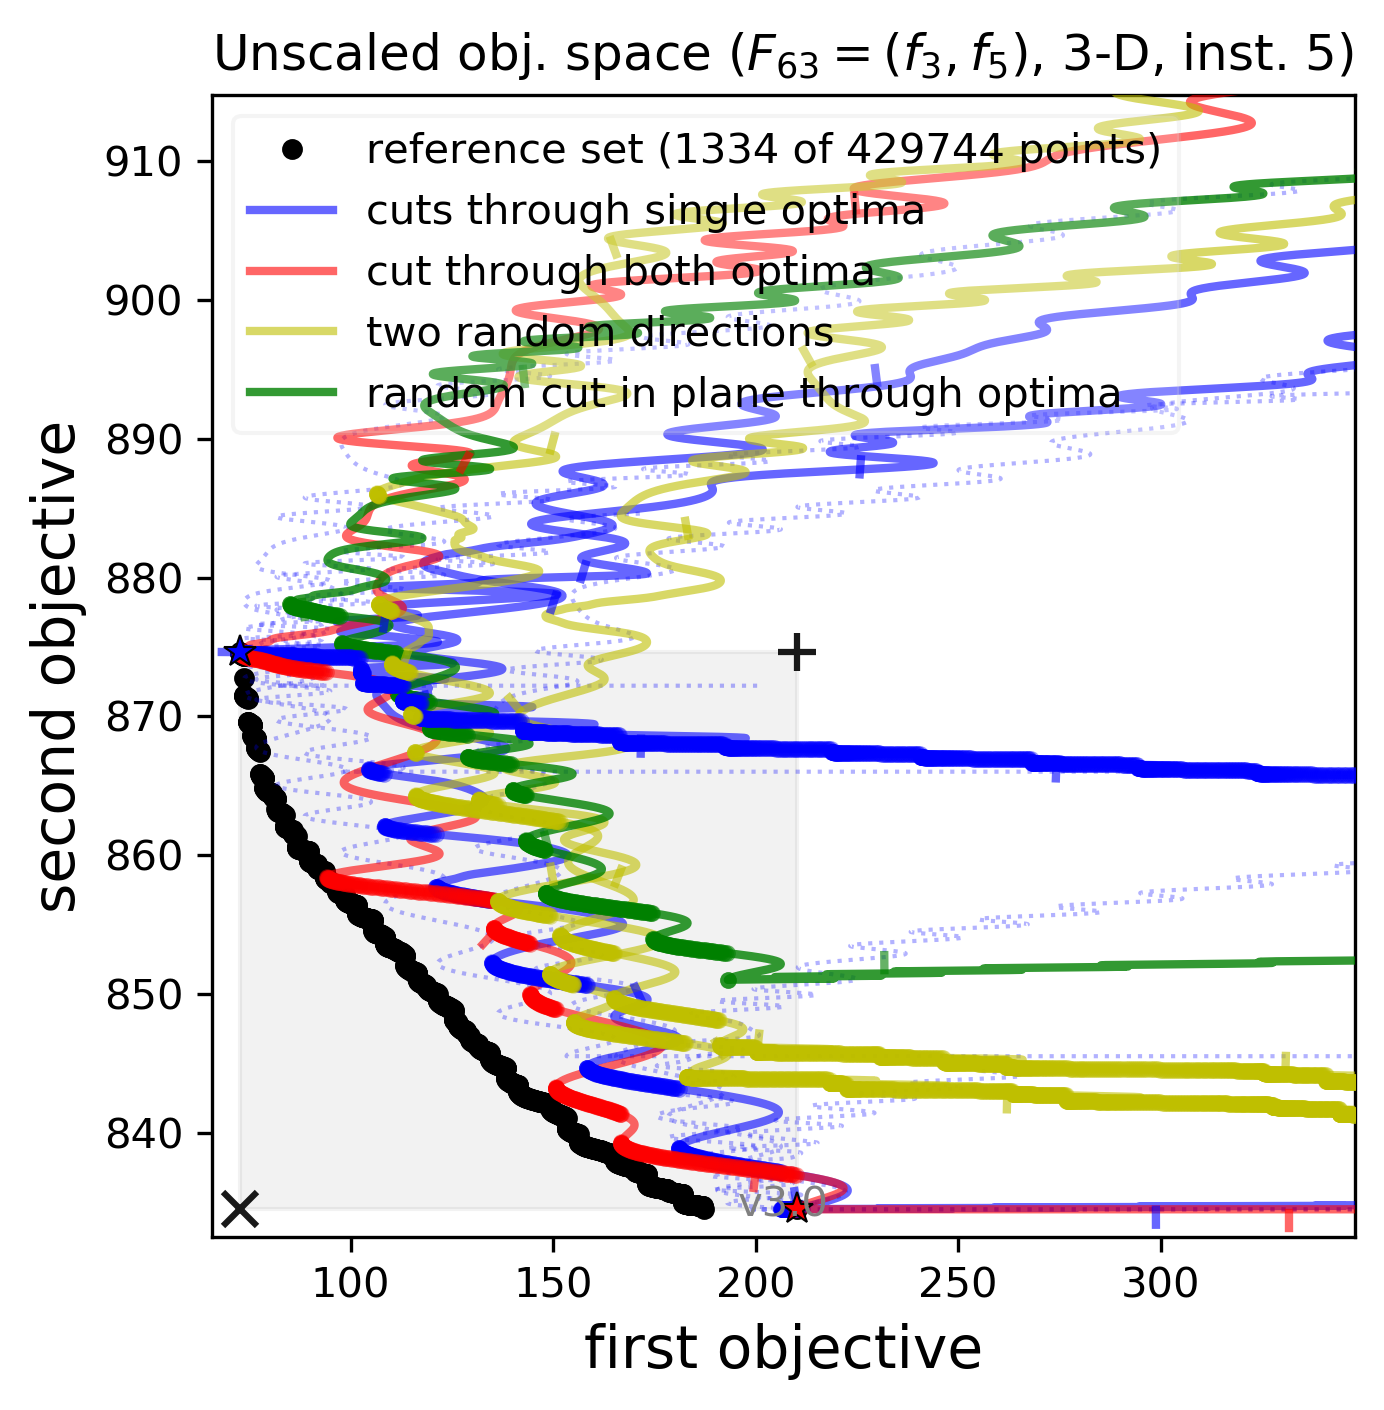 Unscaled obj. space (F₆₃ = (f₃, f₅), 3-D, inst. 5)
reference set (1334 of 429744 points)
cuts through single optima
cut through both optima
two random directions
random cut in plane through optima
910
900
890
880
870
860
850
840
second objective
v3.0
100 150 200 250 300
first objective